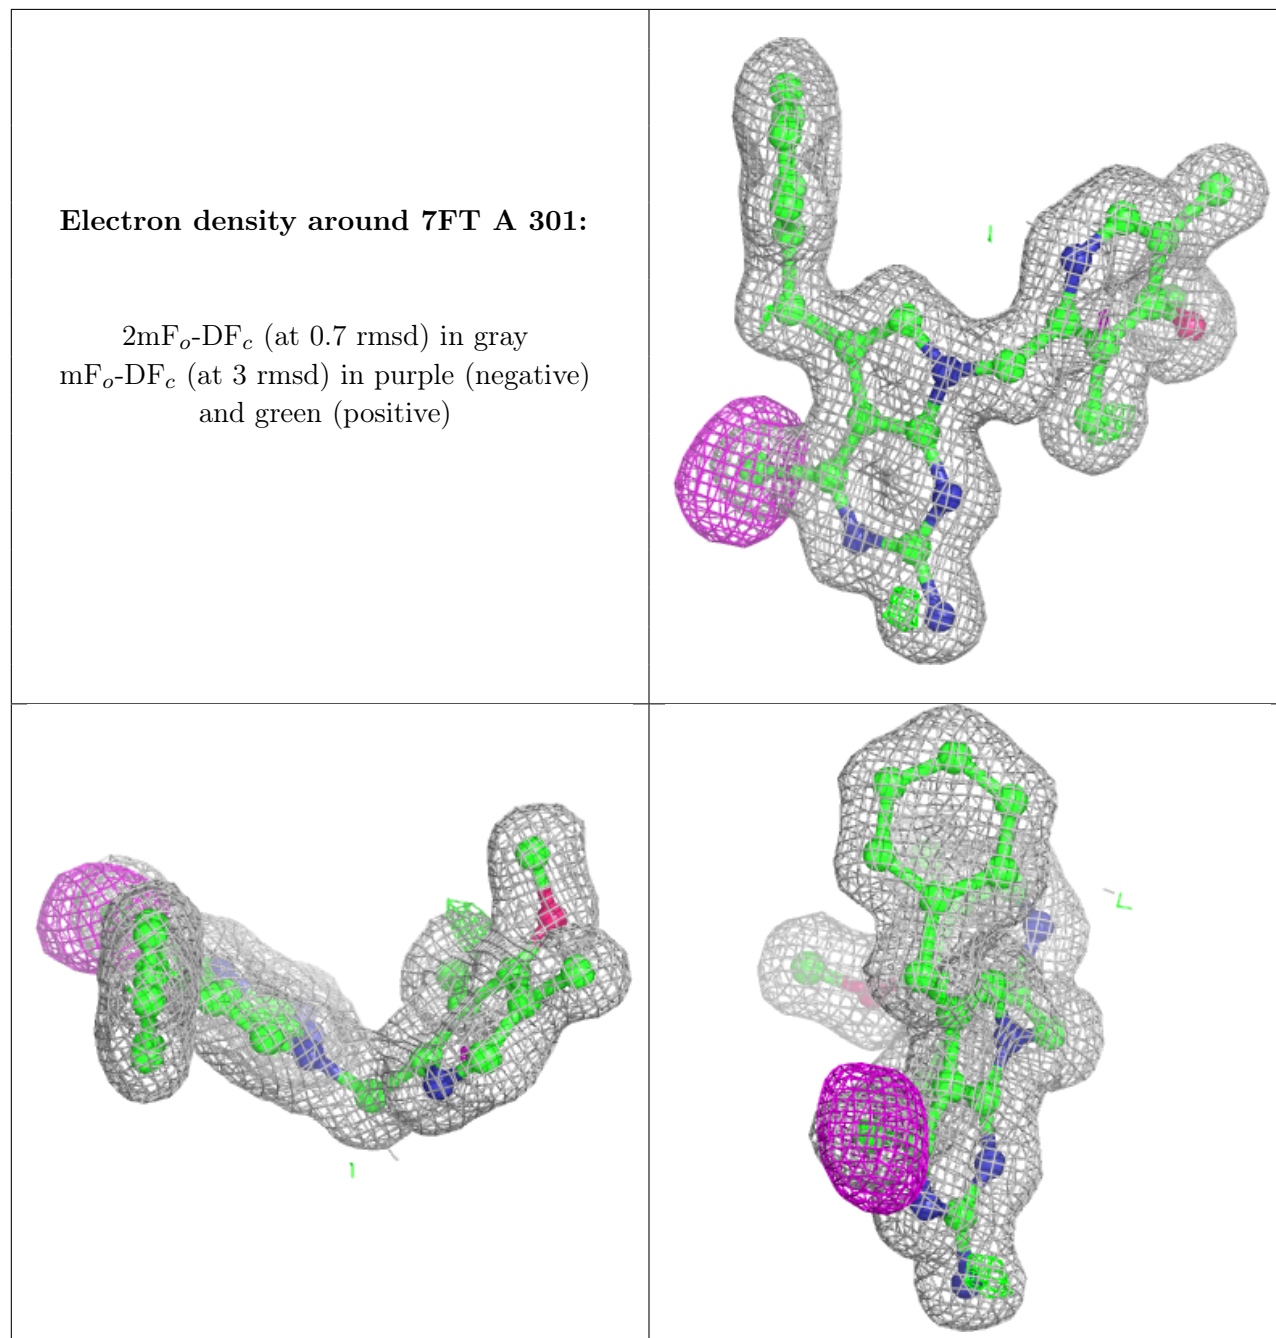 Electron density around 7FT A 301:
2mFo-DFc (at 0.7 rmsd) in gray
mFo-DFc (at 3 rmsd) in purple (negative)
and green (positive)